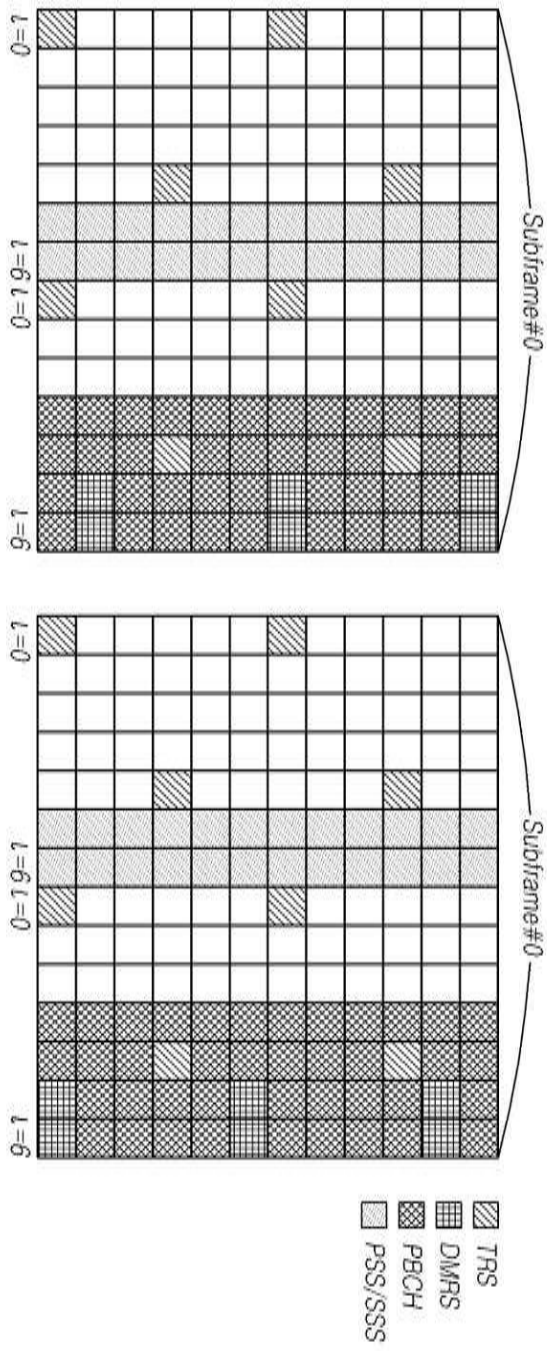 Subframe#0
l=0
l=6 l=0
l=6
Subframe#0
l=0
l=6 l=0
l=6
TRS
DMRS
PBCH
PSS/SSS